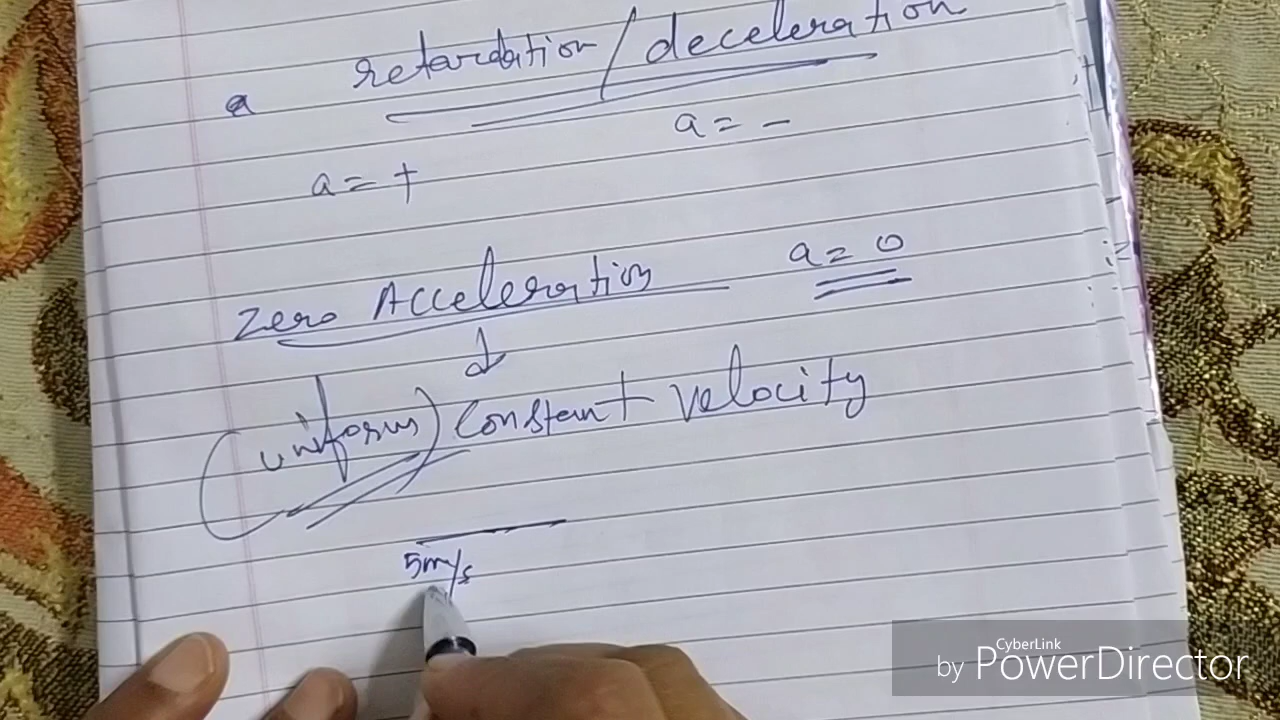 retardation / deceleration
a
a = -
a = +
Zero Acceleration a = 0
(uniform) constant velocity
5m/s
CyberLink
by PowerDirector